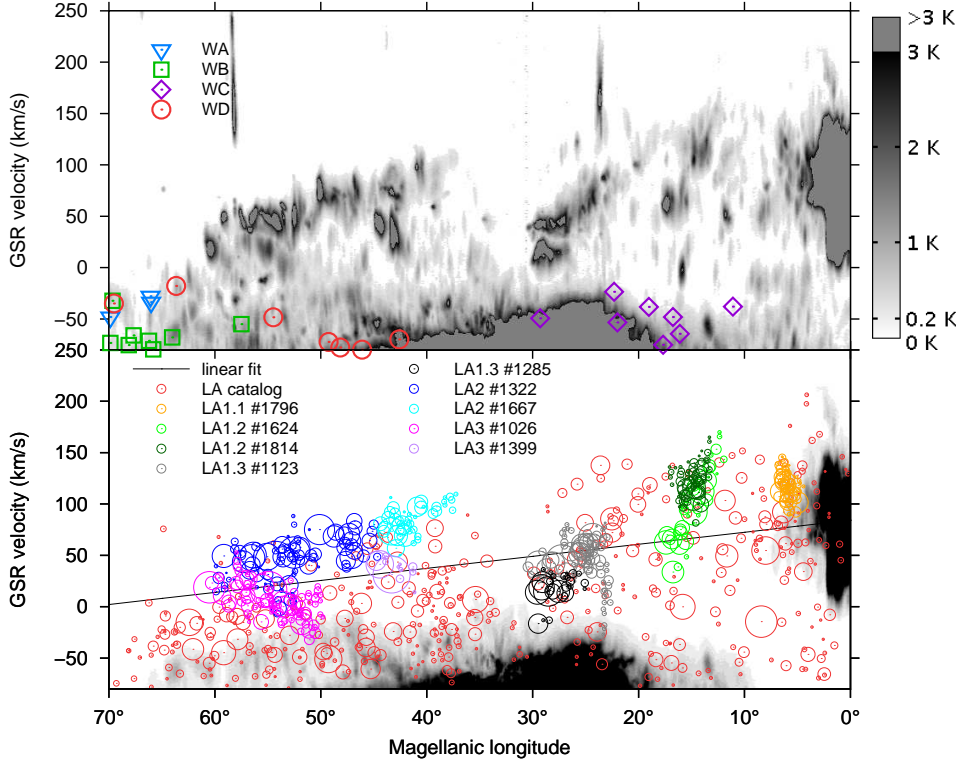 250
200
150
100
50
0
−50
GSR velocity (km/s)
WA
WB
WC
WD
>3 K
3 K
2 K
1 K
0.2 K
0 K
250
200
150
100
50
0
−50
GSR velocity (km/s)
linear fit
LA catalog
LA1.1 #1796
LA1.2 #1624
LA1.2 #1814
LA1.3 #1123
LA1.3 #1285
LA2 #1322
LA2 #1667
LA3 #1026
LA3 #1399
70° 60° 50° 40° 30° 20° 10° 0°
Magellanic longitude